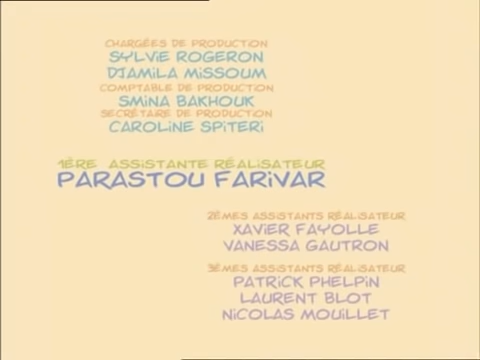 CHARGÉES DE PRODUCTION
SYLVIE ROGERON
DJAMILA MISSOUM
COMPTABLE DE PRODUCTION
SMINA BAKHOUK
SECRÉTAIRE DE PRODUCTION
CAROLINE SPITERI
1ÈRE ASSISTANTE RÉALISATEUR
PARASTOU FARIVAR
2ÈMES ASSISTANTS RÉALISATEUR
XAVIER FAYOLLE
VANESSA GAUTRON
3ÈMES ASSISTANTS RÉALISATEUR
PATRICK PHELPIN
LAURENT BLOT
NICOLAS MOUILLET